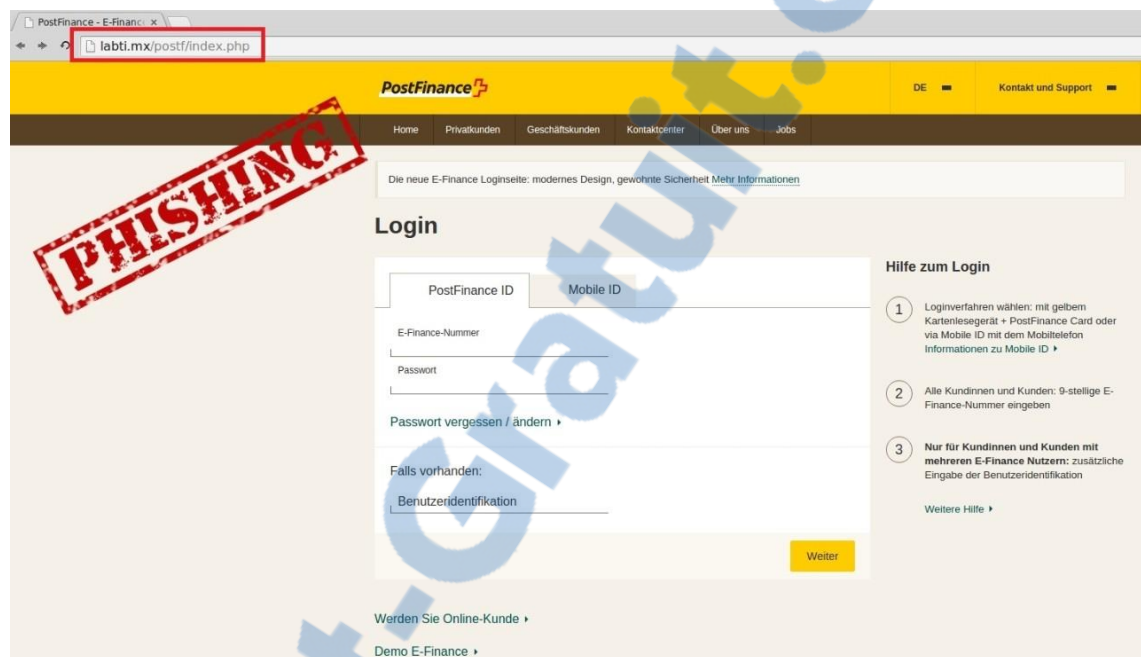 PostFinance - E-Financ
labti.mx/postf/index.php
PostFinance
DE
Kontakt und Support
Home Privatkunden Geschäftskunden Kontaktcenter Über uns Jobs
PHISHING
Die neue E-Finance Loginseite: modernes Design, gewohnte Sicherheit Mehr Informationen
Login
PostFinance ID Mobile ID
E-Finance-Nummer
Passwort
Passwort vergessen / ändern
Falls vorhanden:
Benutzeridentifikation
Weiter
Hilfe zum Login
1 Loginverfahren wählen: mit gelbem
Kartenlesegerät + PostFinance Card oder
via Mobile ID mit dem Mobiltelefon
Informationen zu Mobile ID
2 Alle Kundinnen und Kunden: 9-stellige E-
Finance-Nummer eingeben
3 Nur für Kundinnen und Kunden mit
mehreren E-Finance Nutzern: zusätzliche
Eingabe der Benutzeridentifikation
Weitere Hilfe
Werden Sie Online-Kunde
Demo E-Finance
t-Gratuit.c